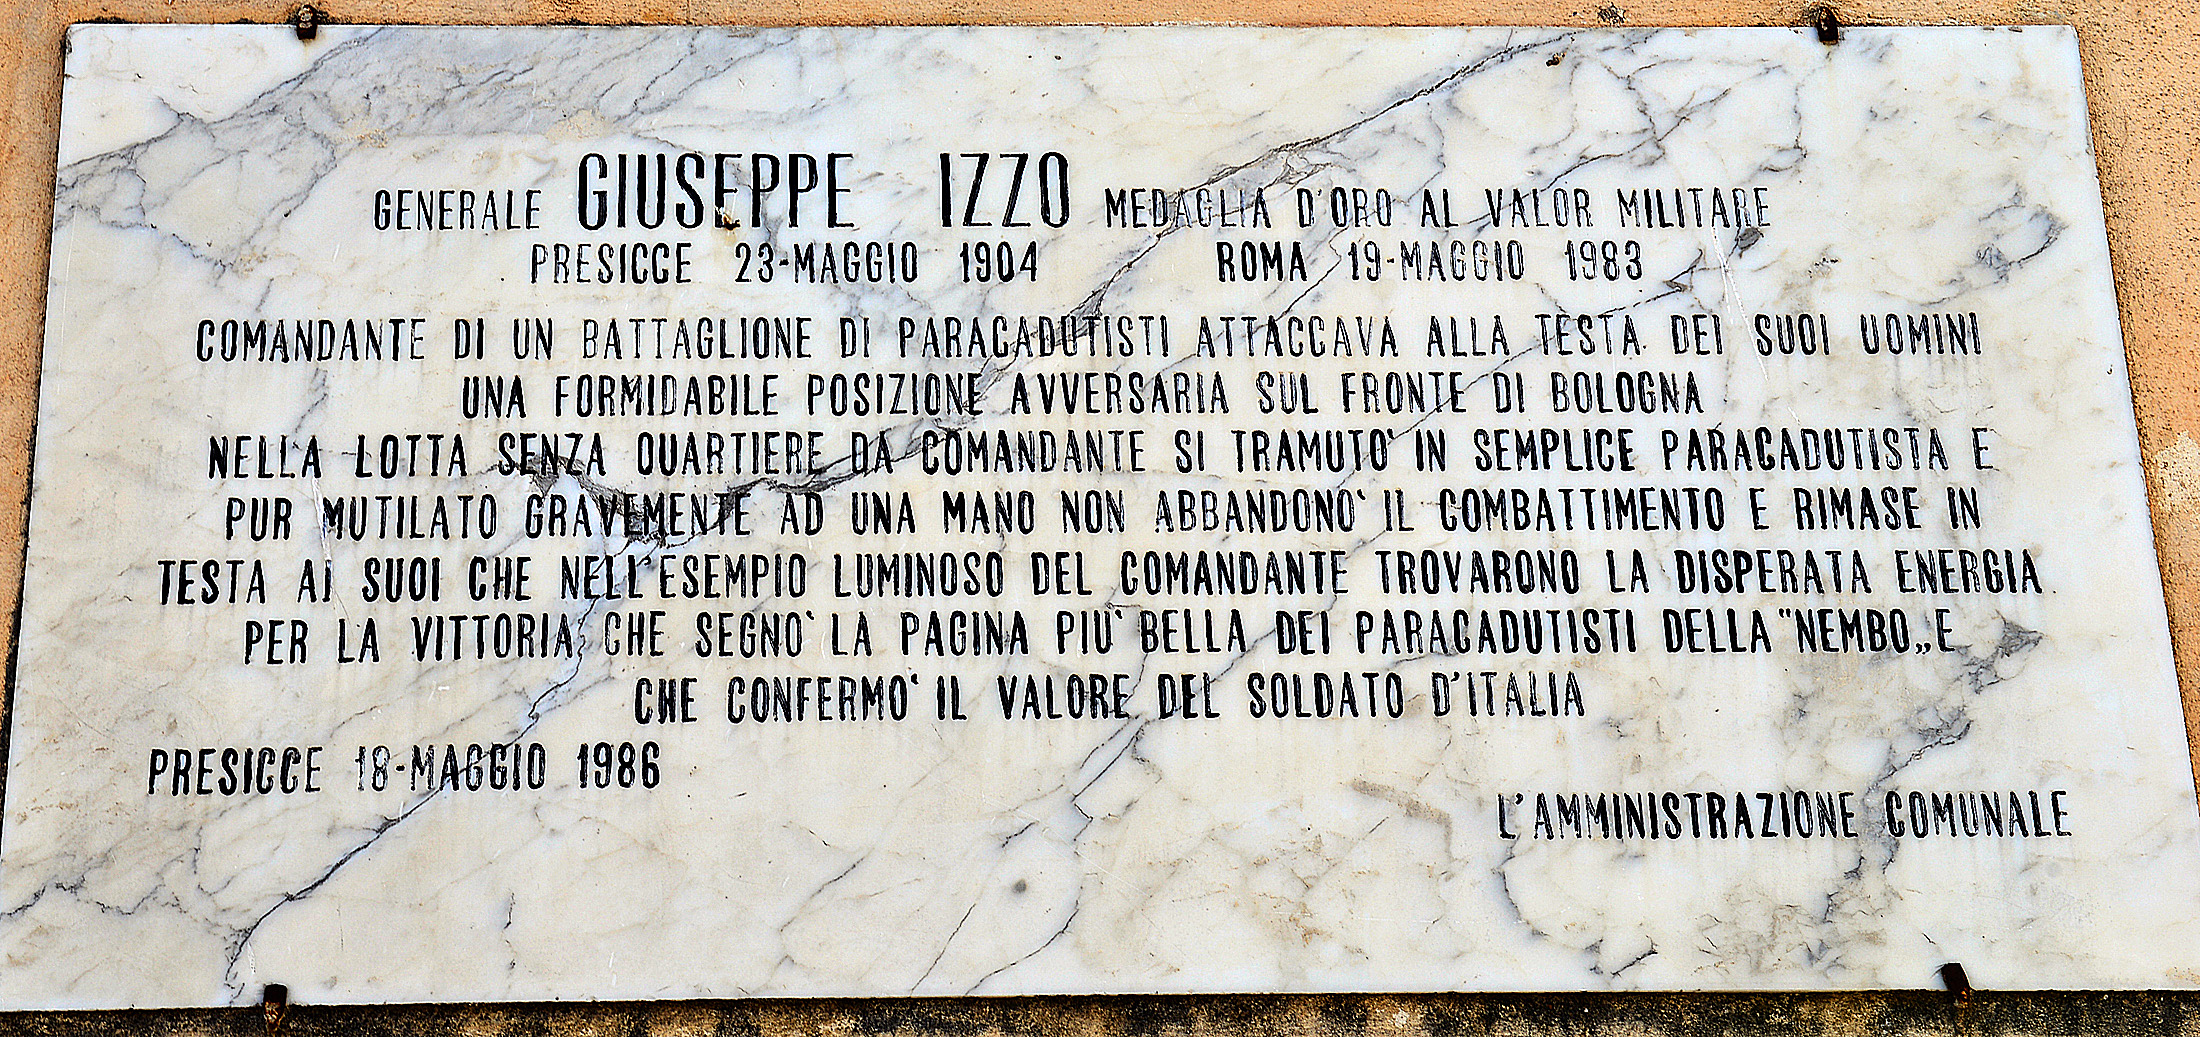 GENERALE GIUSEPPE IZZO MEDAGLIA D'ORO AL VALOR MILITARE
PRESICCE 23-MAGGIO 1904 ROMA 19-MAGGIO 1983
COMANDANTE DI UN BATTAGLIONE DI PARACADUTISTI ATTACCAVA ALLA TESTA DEI SUOI UOMINI
UNA FORMIDABILE POSIZIONE AVVERSARIA SUL FRONTE DI BOLOGNA
NELLA LOTTA SENZA QUARTIERE DA COMANDANTE SI TRAMUTO' IN SEMPLICE PARACADUTISTA E
PUR MUTILATO GRAVEMENTE AD UNA MANO NON ABBANDONO' IL COMBATTIMENTO E RIMASE IN
TESTA AI SUOI CHE NELL'ESEMPIO LUMINOSO DEL COMANDANTE TROVARONO LA DISPERATA ENERGIA
PER LA VITTORIA CHE SEGNO' LA PAGINA PIU' BELLA DEI PARACADUTISTI DELLA "NEMBO„ E
CHE CONFERMO' IL VALORE DEL SOLDATO D'ITALIA
PRESICCE 18-MAGGIO 1986
L'AMMINISTRAZIONE COMUNALE